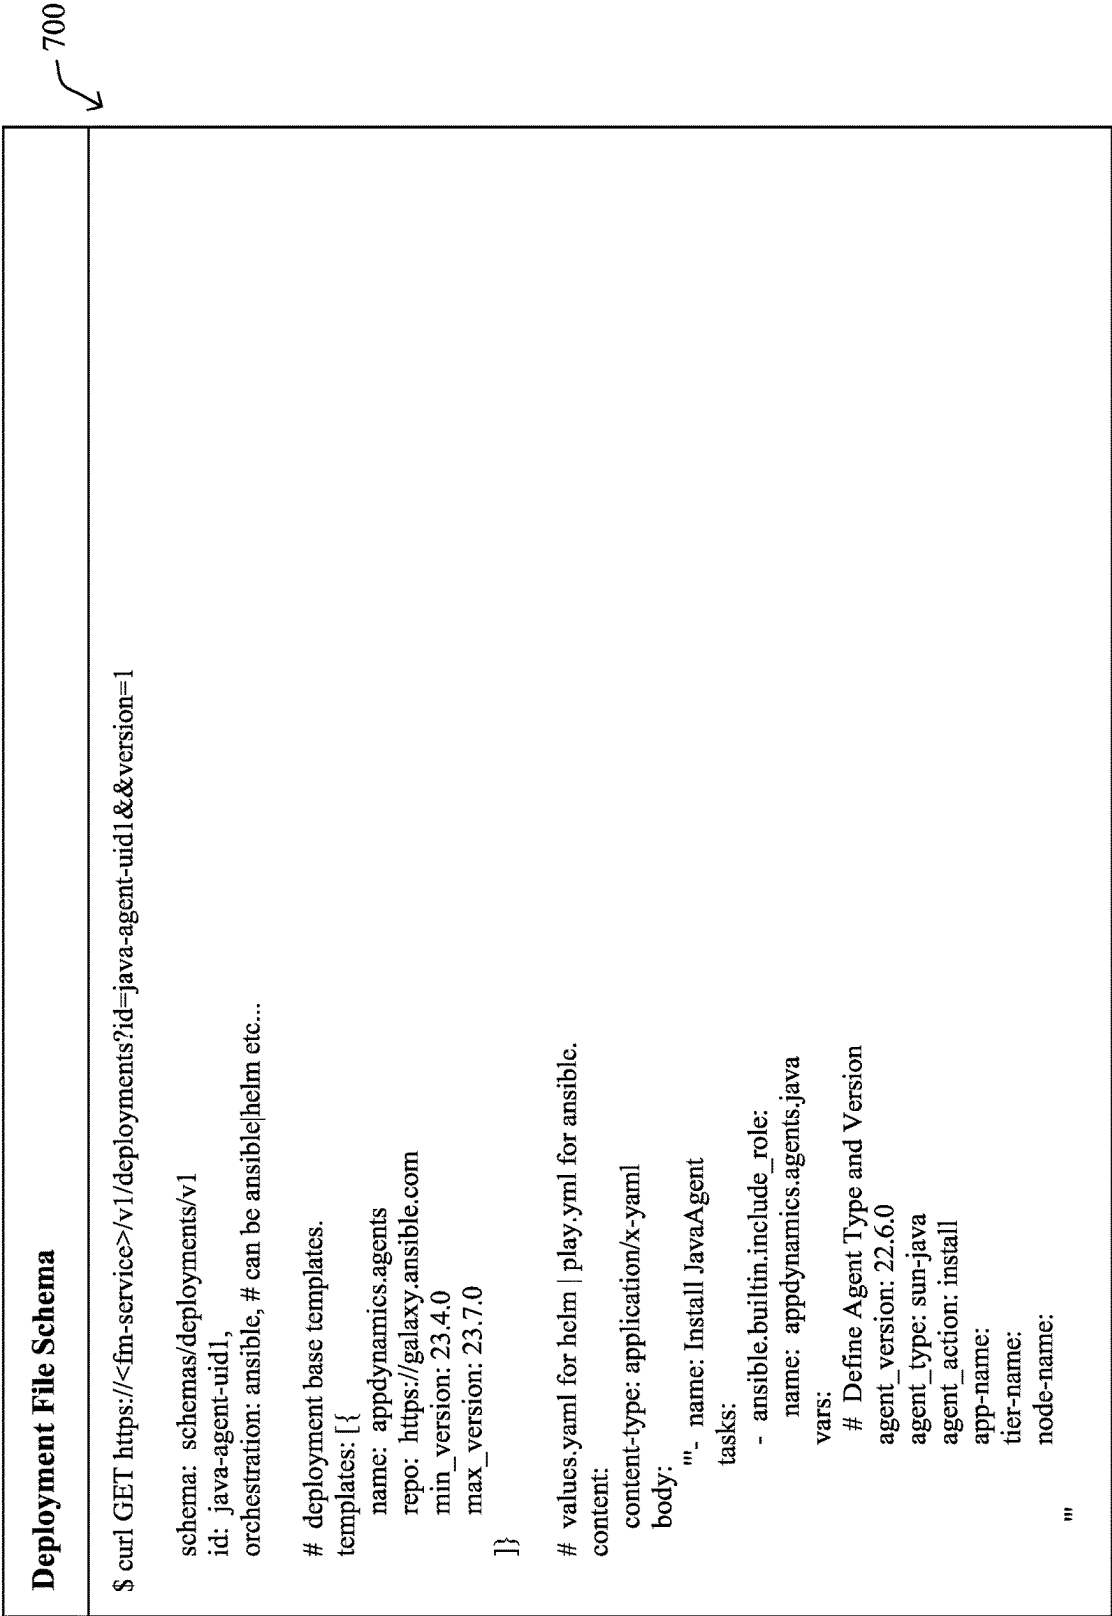 700
Deployment File Schema
$ curl GET https://<fm-service>/v1/deployments?id=java-agent-uid1&&version=1
schema: schemas/deployments/v1
id: java-agent-uid1,
orchestration: ansible, # can be ansible|helm etc...
# deployment base templates.
templates: [{
name: appdynamics.agents
repo: https://galaxy.ansible.com
min_version: 23.4.0
max_version: 23.7.0
]}
# values.yaml for helm | play.yml for ansible.
content:
content-type: application/x-yaml
body:
'''- name: Install JavaAgent
tasks:
- ansible.builtin.include_role:
name: appdynamics.agents.java
vars:
# Define Agent Type and Version
agent_version: 22.6.0
agent_type: sun-java
agent_action: install
app-name:
tier-name:
node-name:
'''